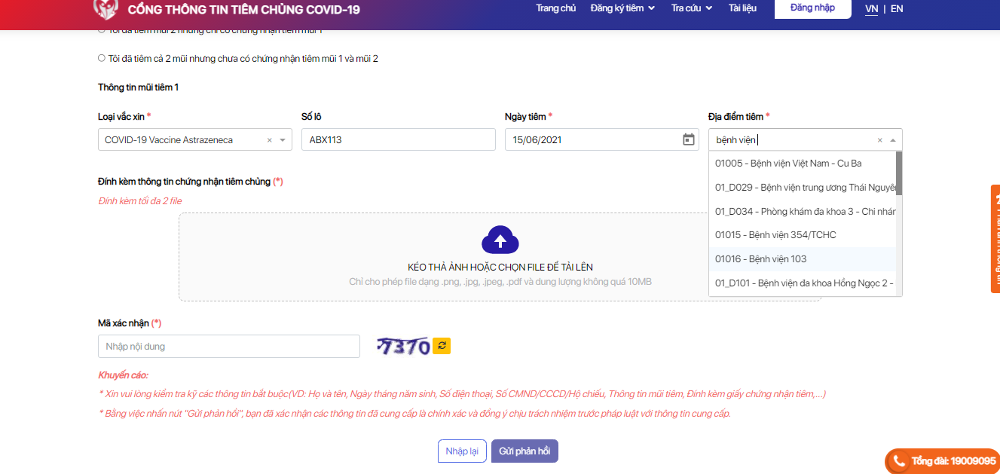 CỔNG THÔNG TIN TIÊM CHỦNG COVID-19
Trang chủ Đăng ký tiêm Tra cứu Tài liệu Đăng nhập VN | EN
Tôi đã tiêm mũi 2 nhưng chỉ có chứng nhận tiêm mũi 1
Tôi đã tiêm cả 2 mũi nhưng chưa có chứng nhận tiêm mũi 1 và mũi 2
Thông tin mũi tiêm 1
Loại vắc xin * Số lô Ngày tiêm * Địa điểm tiêm *
COVID-19 Vaccine Astrazeneca × ABX113 15/06/2021 bệnh viện ×
01005 - Bệnh viện Việt Nam - Cu Ba
01_D029 - Bệnh viện trung ương Thái Nguyên
01_D034 - Phòng khám đa khoa 3 - Chi nhán
01015 - Bệnh viện 354/TCHC
01016 - Bệnh viện 103
01_D101 - Bệnh viện đa khoa Hồng Ngọc 2 -
Đính kèm thông tin chứng nhận tiêm chủng (*)
Đính kèm tối đa 2 file
KÉO THẢ ẢNH HOẶC CHỌN FILE ĐỂ TẢI LÊN
Chỉ cho phép file dạng .png, .jpg, .jpeg, .pdf và dung lượng không quá 10MB
Mã xác nhận (*)
Nhập nội dung 7370
Khuyến cáo:
* Xin vui lòng kiểm tra kỹ các thông tin bắt buộc(VD: Họ và tên, Ngày tháng năm sinh, Số điện thoại, Số CMND/CCCD/Hộ chiếu, Thông tin mũi tiêm, Đính kèm giấy chứng nhận tiêm,...)
* Bằng việc nhấn nút "Gửi phản hồi", bạn đã xác nhận các thông tin đã cung cấp là chính xác và đồng ý chịu trách nhiệm trước pháp luật với thông tin cung cấp.
Nhập lại Gửi phản hồi
Tổng đài: 19009095